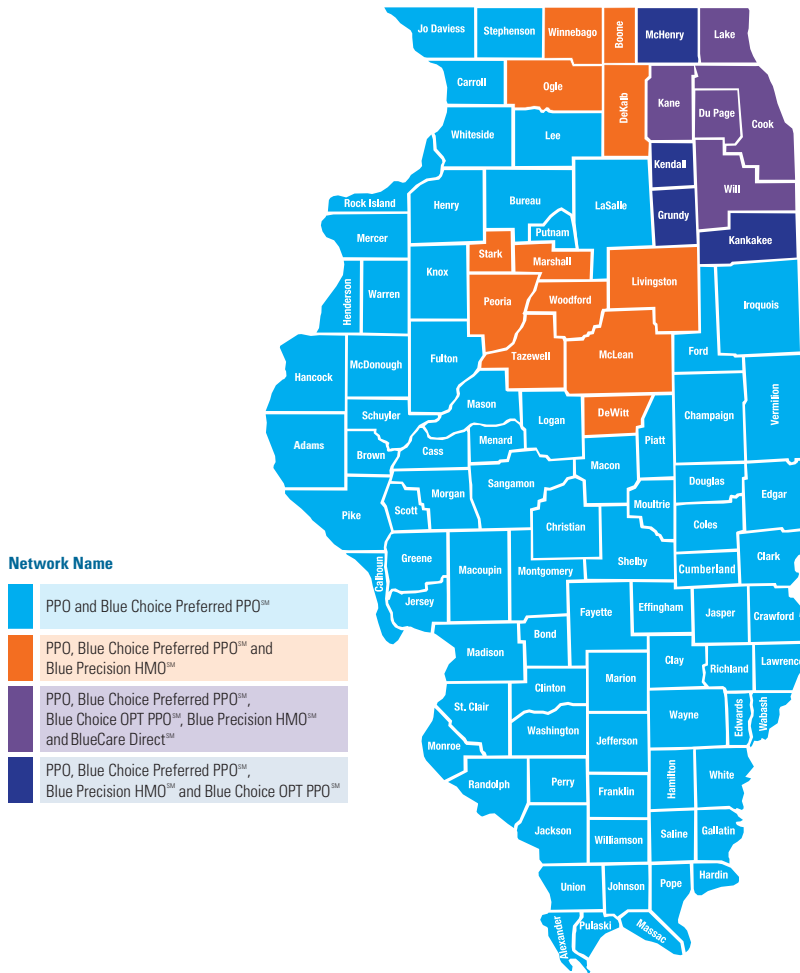 Jo Daviess
Stephenson
Winnebago
Boone
McHenry
Lake
Carroll
Ogle
DeKalb
Kane
Du Page
Cook
Whiteside
Lee
Kendall
Will
Rock Island
Henry
Bureau
LaSalle
Grundy
Putnam
Mercer
Kankakee
Stark
Marshall
Knox
Livingston
Henderson
Warren
Peoria
Woodford
Iroquois
Fulton
Tazewell
McLean
Ford
Hancock
McDonough
Mason
Schuyler
Logan
DeWitt
Champaign
Vermilion
Adams
Brown
Cass
Menard
Piatt
Macon
Sangamon
Douglas
Edgar
Pike
Scott
Morgan
Moultrie
Christian
Coles
Network Name
Calhoun
Greene
Macoupin
Montgomery
Shelby
Cumberland
Clark
PPO and Blue Choice Preferred PPO℠
Jersey
Fayette
Effingham
Jasper
Crawford
PPO, Blue Choice Preferred PPO℠ and
Blue Precision HMO℠
Madison
Bond
Clay
Richland
Lawrence
Clinton
Marion
PPO, Blue Choice Preferred PPO℠,
Blue Choice OPT PPO℠, Blue Precision HMO℠
and BlueCare Direct℠
St. Clair
Washington
Wayne
Edwards
Wabash
Monroe
Jefferson
PPO, Blue Choice Preferred PPO℠,
Blue Precision HMO℠ and Blue Choice OPT PPO℠
Randolph
Perry
Franklin
Hamilton
White
Jackson
Williamson
Saline
Gallatin
Union
Johnson
Pope
Hardin
Alexander
Pulaski
Massac